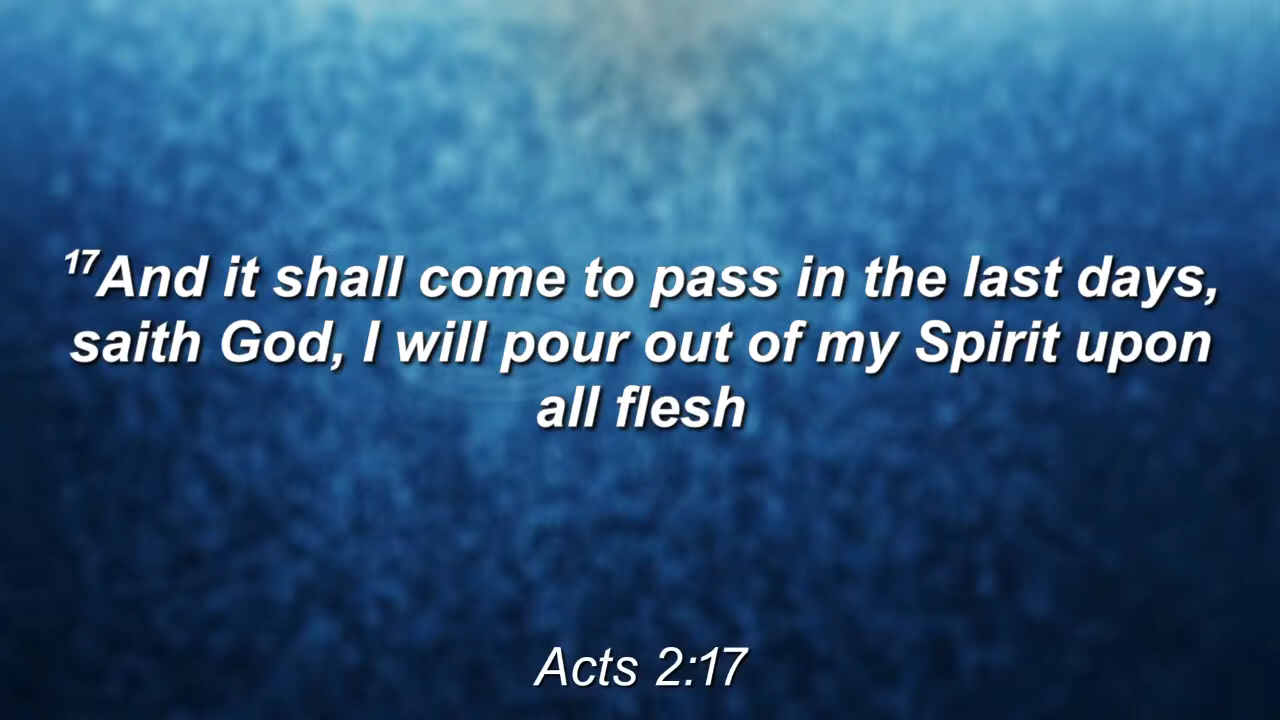 17And it shall come to pass in the last days,
saith God, I will pour out of my Spirit upon
all flesh
Acts 2:17